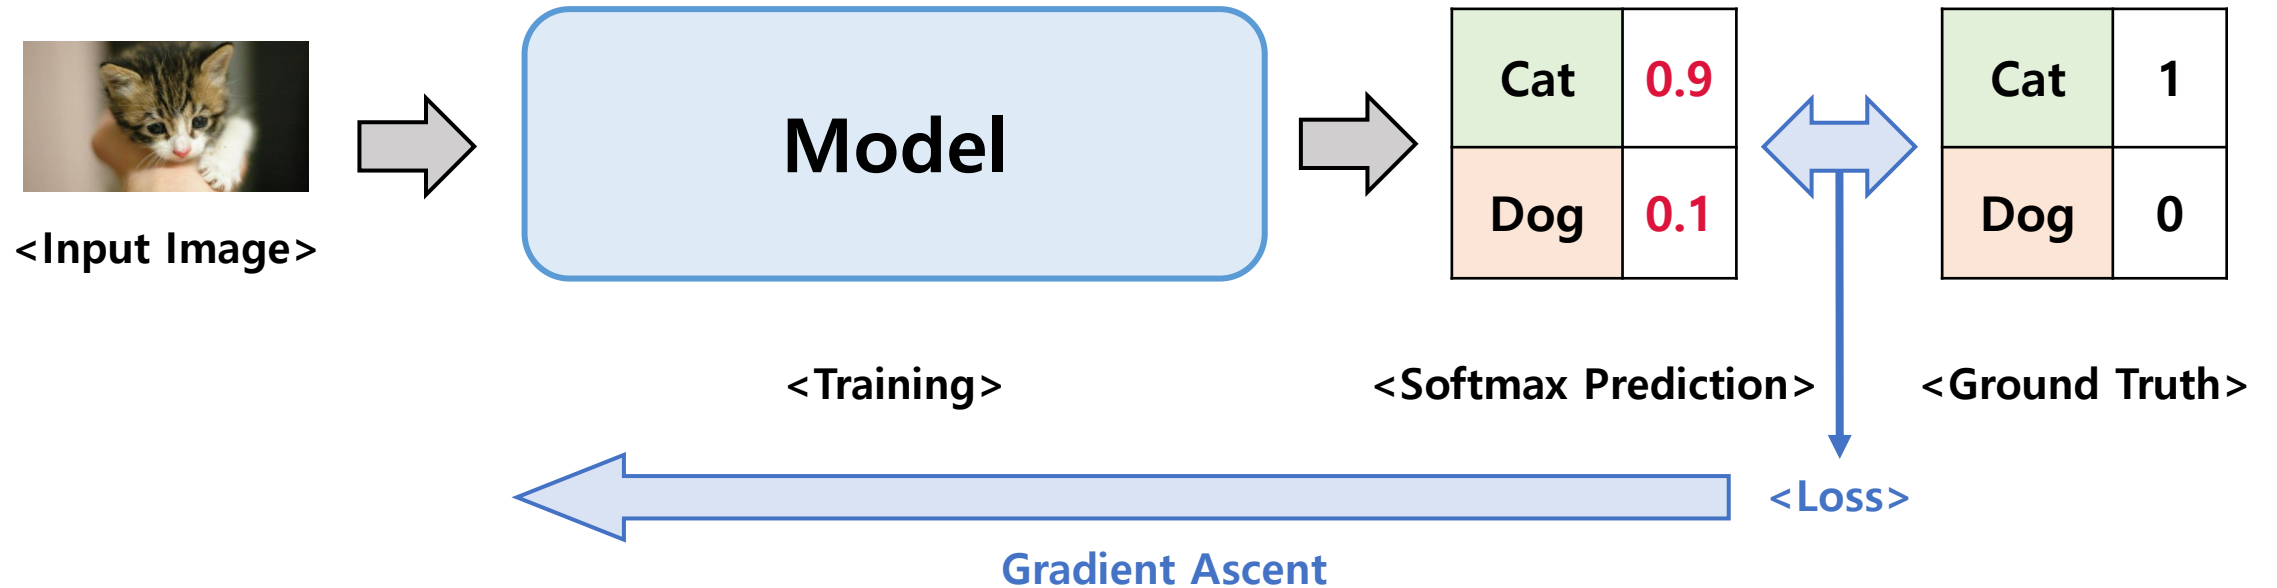 <Input Image>
Model
<Training>
Cat 0.9
Dog 0.1
<Softmax Prediction>
Cat 1
Dog 0
<Ground Truth>
<Loss>
Gradient Ascent